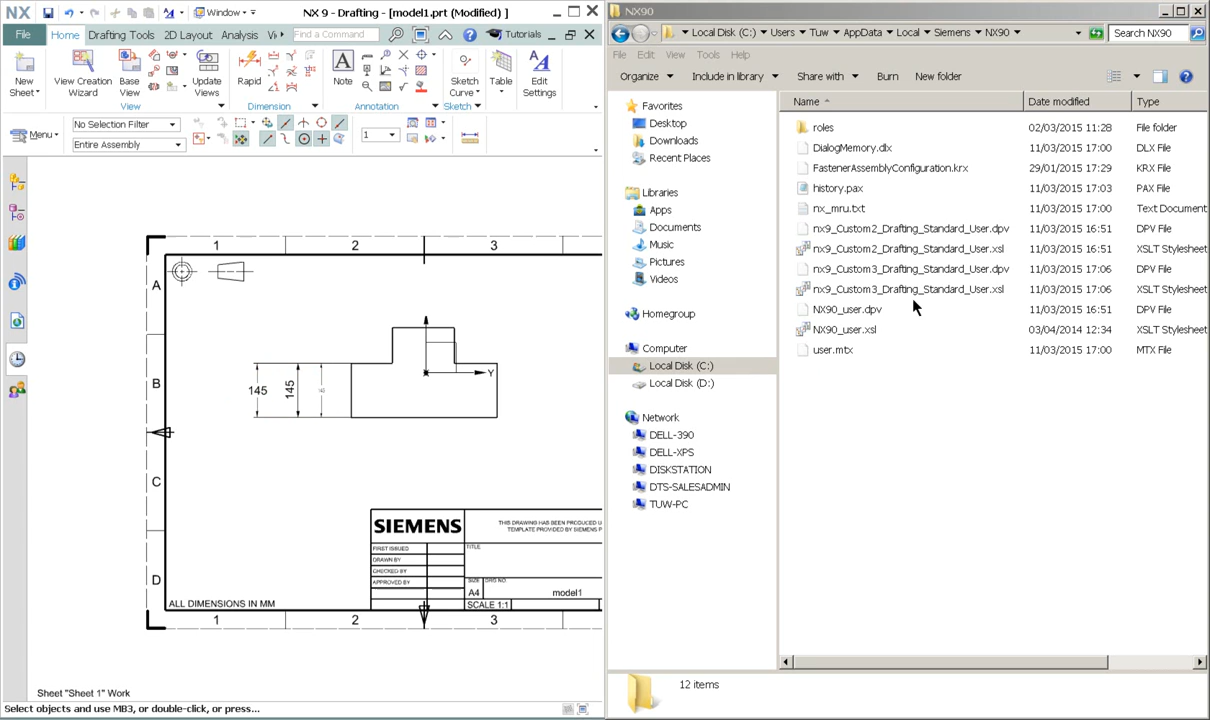 NX NX 9 - Drafting - [model1.prt (Modified) ]
Window
File Home Drafting Tools 2D Layout Analysis Vi Find a Command Tutorials
New Sheet
View Creation Wizard
Base View
Update Views
Rapid
Note
Sketch Curve
Table
Edit Settings
View Dimension Annotation Sketch
Menu
No Selection Filter
Entire Assembly
1
1 2 3
A
B
C
D
145 145 145
Y
SIEMENS
THIS DRAWING HAS BEEN PRODUCED U
TEMPLATE PROVIDED BY SIEMENS P
FIRST ISSUED
DRAWN BY
CHECKED BY
APPROVED BY
TITLE
SIZE DRG NO.
A4 model1
SCALE 1:1
ALL DIMENSIONS IN MM
1 2 3
Sheet "Sheet 1" Work
Select objects and use MB3, or double-click, or press...
NX90
Local Disk (C:) Users Tuw AppData Local Siemens NX90 Search NX90
File Edit View Tools Help
Organize Include in library Share with Burn New folder
Favorites
Desktop
Downloads
Recent Places
Libraries
Apps
Documents
Music
Pictures
Videos
Homegroup
Computer
Local Disk (C:)
Local Disk (D:)
Network
DELL-390
DELL-XPS
DISKSTATION
DTS-SALESADMIN
TUW-PC
Name Date modified Type
roles 02/03/2015 11:28 File folder
DialogMemory.dlx 11/03/2015 17:00 DLX File
FastenerAssemblyConfiguration.krx 29/01/2015 17:29 KRX File
history.pax 11/03/2015 17:03 PAX File
nx_mru.txt 11/03/2015 17:00 Text Document
nx9_Custom2_Drafting_Standard_User.dpv 11/03/2015 16:51 DPV File
nx9_Custom2_Drafting_Standard_User.xsl 11/03/2015 16:51 XSLT Stylesheet
nx9_Custom3_Drafting_Standard_User.dpv 11/03/2015 17:06 DPV File
nx9_Custom3_Drafting_Standard_User.xsl 11/03/2015 17:06 XSLT Stylesheet
NX90_user.dpv 11/03/2015 16:51 DPV File
NX90_user.xsl 03/04/2014 12:34 XSLT Stylesheet
user.mtx 11/03/2015 17:00 MTX File
12 items